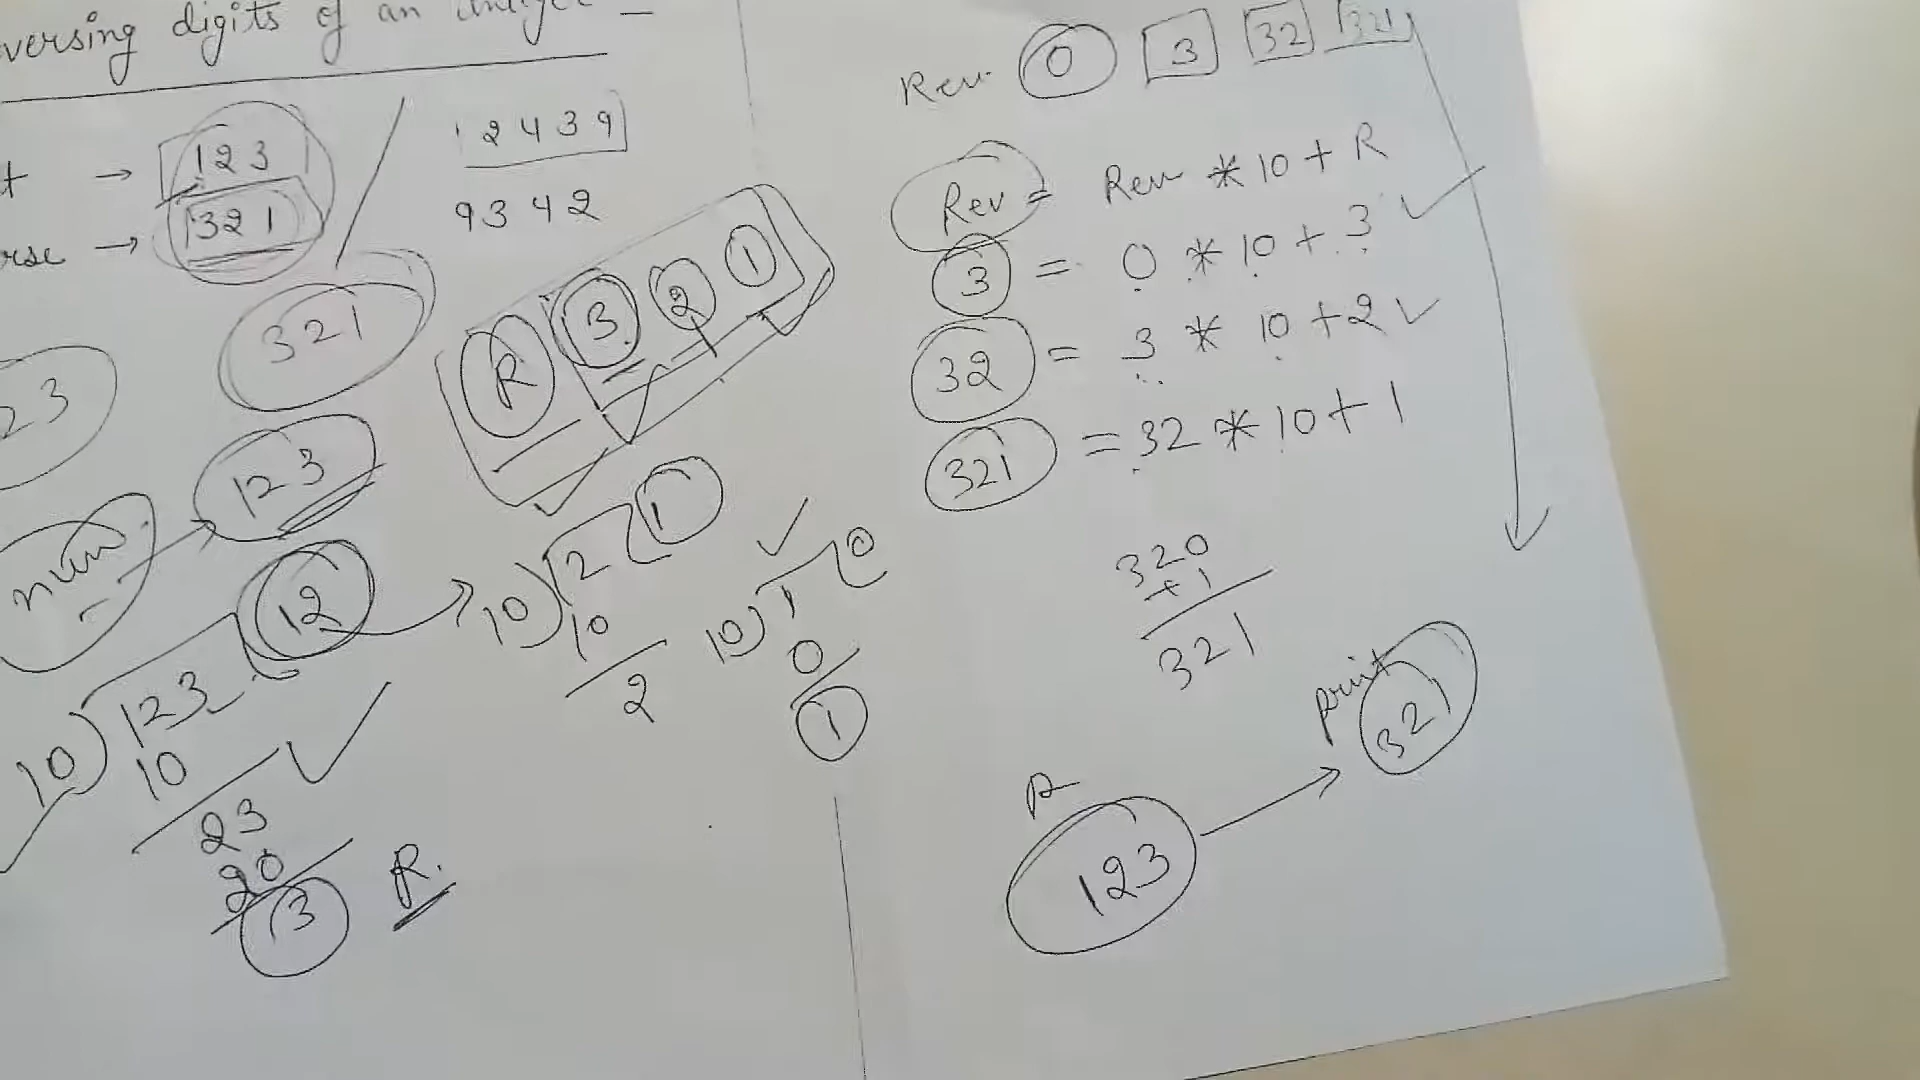 versing digits of an integer
t → 123
rse → 321
2439
9342
321
23
123
num
R 3 2 1
12
10) 123
10
23
20
3
R.
10) 12 1
10
2
10) 1 0
0
1
Rev 0 3 32 321
Rev = Rev * 10 + R
3 = 0 * 10 + 3
32 = 3 * 10 + 2
321 = 32 * 10 + 1
320
+1
321
print
321
123